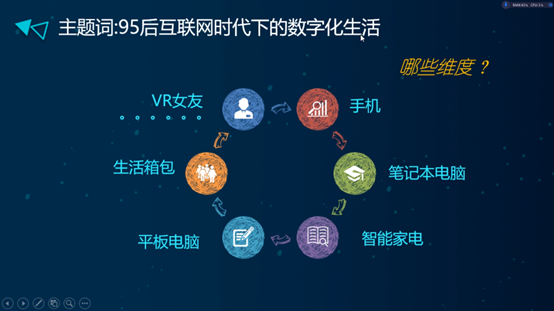 主题词:95后互联网时代下的数字化生活
哪些维度？
VR女友
。。。。。。
手机
生活箱包
笔记本电脑
平板电脑
智能家电